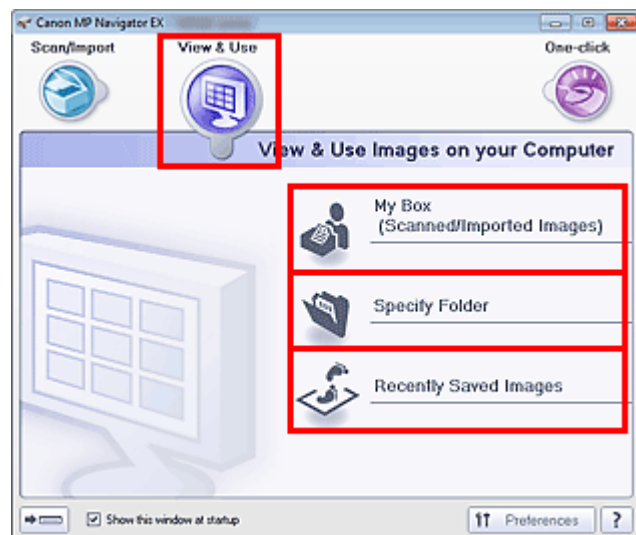 Canon MP Navigator EX
Scan/Import
View & Use
One-click
View & Use Images on your Computer
My Box
(Scanned/Imported Images)
Specify Folder
Recently Saved Images
Show this window at startup
Preferences
?